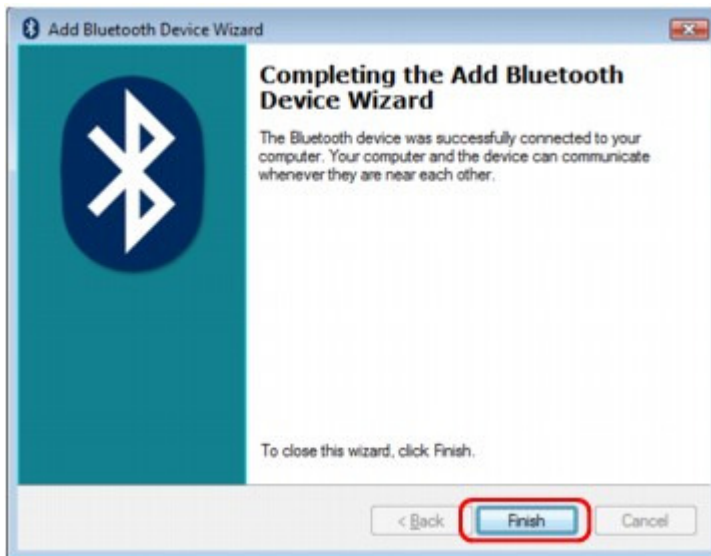 Add Bluetooth Device Wizard
Completing the Add Bluetooth
Device Wizard
The Bluetooth device was successfully connected to your
computer. Your computer and the device can communicate
whenever they are near each other.
To close this wizard, click Finish.
< Back Finish Cancel